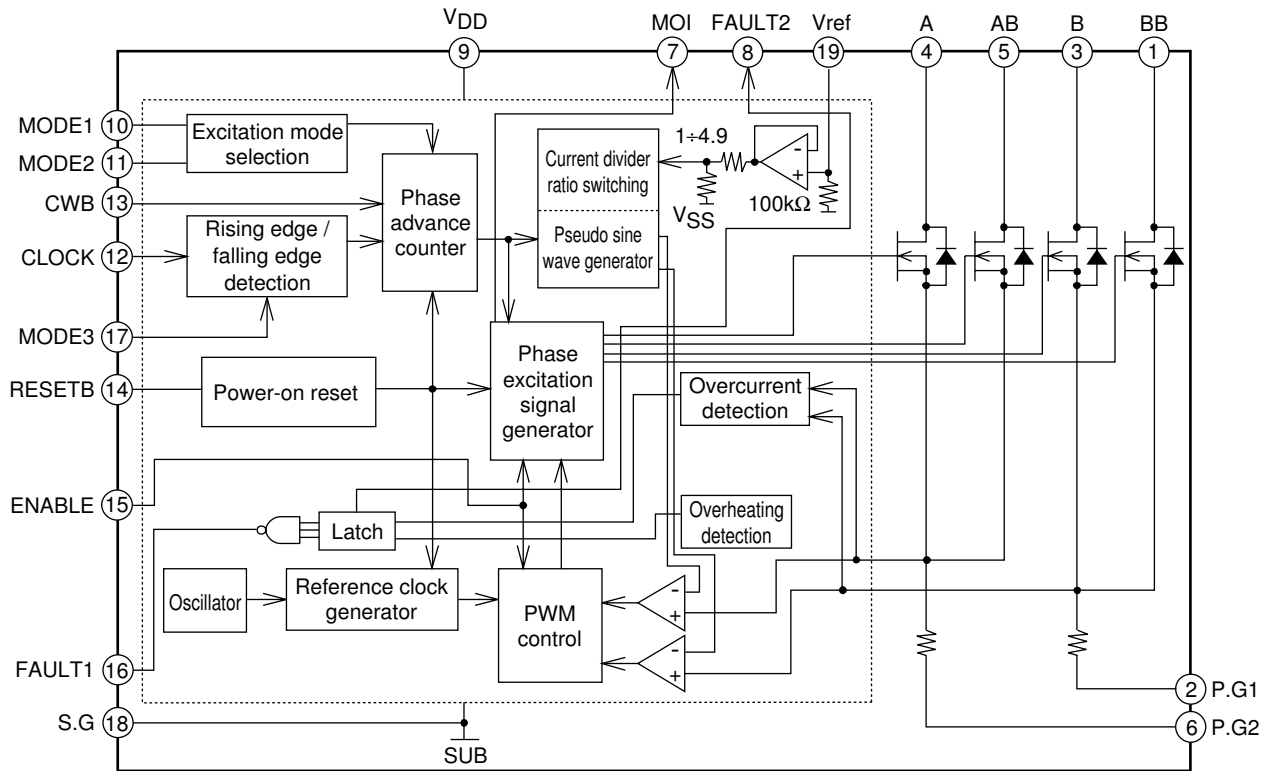 VDD
MOI
FAULT2
Vref
A
AB
B
BB
9
7
8
19
4
5
3
1
MODE1
10
MODE2
11
CWB
13
CLOCK
12
MODE3
17
RESETB
14
ENABLE
15
FAULT1
16
S.G
18
Excitation mode
selection
Rising edge /
falling edge
detection
Phase
advance
counter
Current divider
ratio switching
Pseudo sine
wave generator
1÷4.9
-
+
VSS
100kΩ
Power-on reset
Phase
excitation
signal
generator
Overcurrent
detection
Latch
Overheating
detection
Oscillator
Reference clock
generator
PWM
control
-
+
-
+
2
P.G1
6
P.G2
SUB